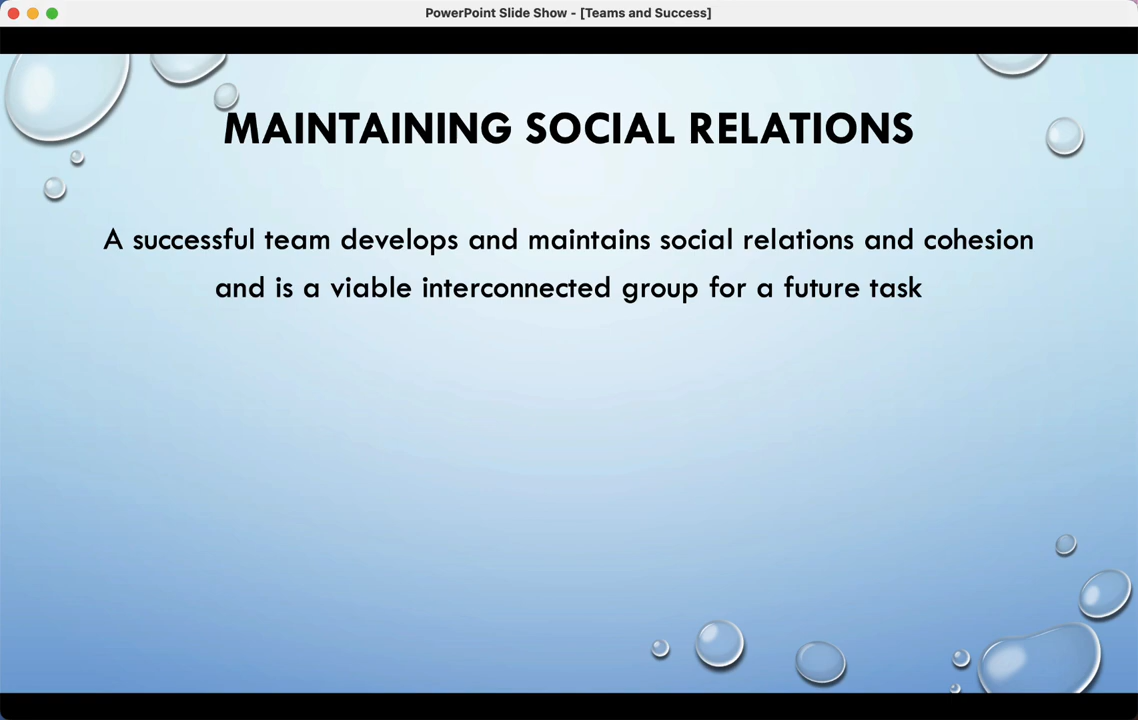 PowerPoint Slide Show - [Teams and Success]
MAINTAINING SOCIAL RELATIONS
A successful team develops and maintains social relations and cohesion
and is a viable interconnected group for a future task